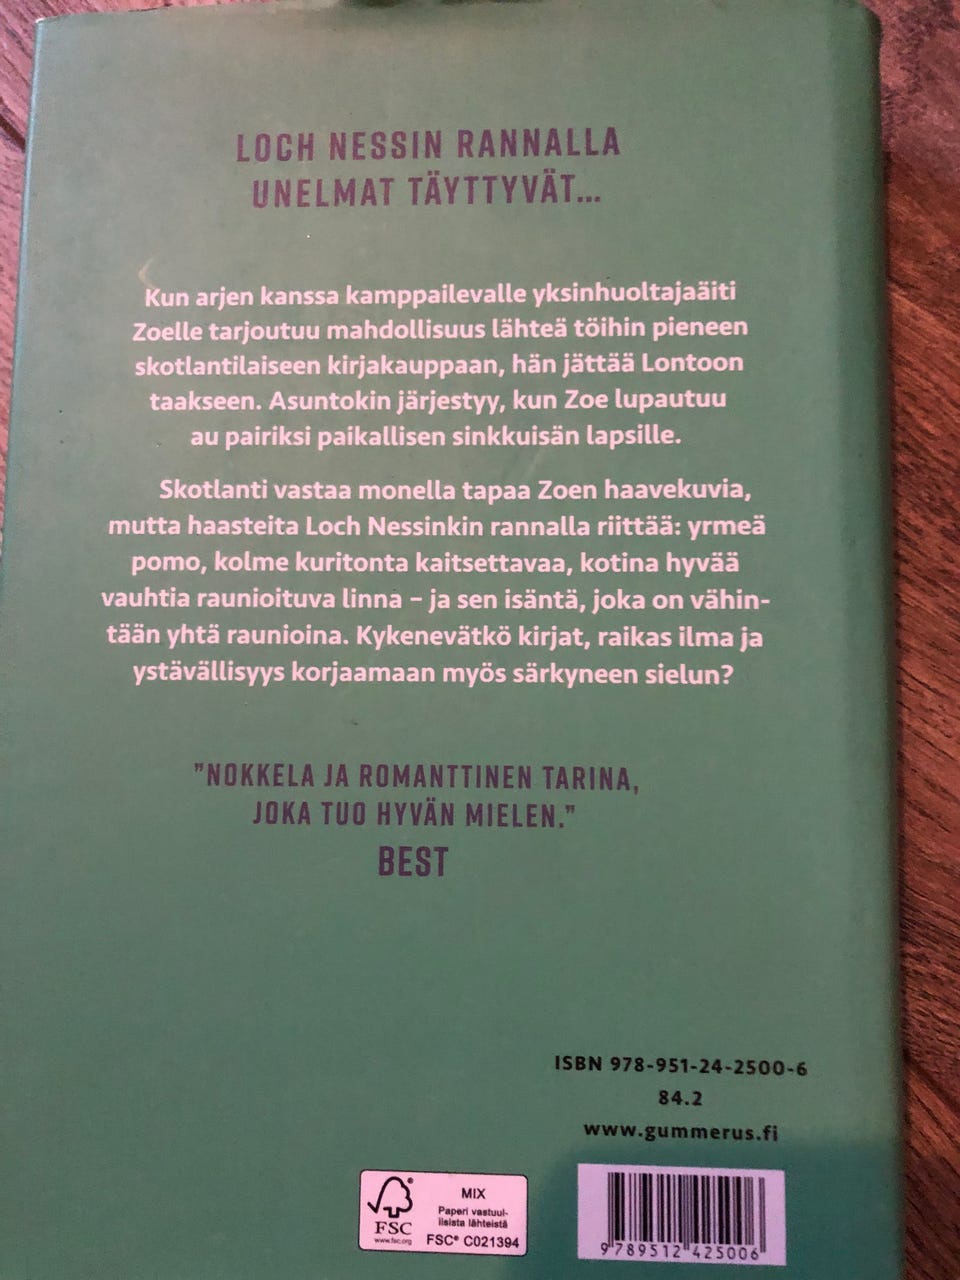 LOCH NESSIN RANNALLA
UNELMAT TÄYTTYVÄT...
Kun arjen kanssa kamppailevalle yksinhuoltajaäiti
Zoelle tarjoutuu mahdollisuus lähteä töihin pieneen
skotlantilaiseen kirjakauppaan, hän jättää Lontoon
taakseen. Asuntokin järjestyy, kun Zoe lupautuu
au pairiksi paikallisen sinkkuisän lapsille.
Skotlanti vastaa monella tapaa Zoen haavekuvia,
mutta haasteita Loch Nessinkin rannalla riittää: yrmeä
pomo, kolme kuritonta kaitsettavaa, kotina hyvää
vauhtia raunioituva linna – ja sen isäntä, joka on vähin-
tään yhtä raunioina. Kykenevätkö kirjat, raikas ilma ja
ystävällisyys korjaamaan myös särkyneen sielun?
”NOKKELA JA ROMANTTINEN TARINA,
JOKA TUO HYVÄN MIELEN.”
BEST
ISBN 978-951-24-2500-6
84.2
www.gummerus.fi
FSC
www.fsc.org
MIX
Paperi vastuul-
lisista lähteistä
FSC® C021394
9 789512 425006